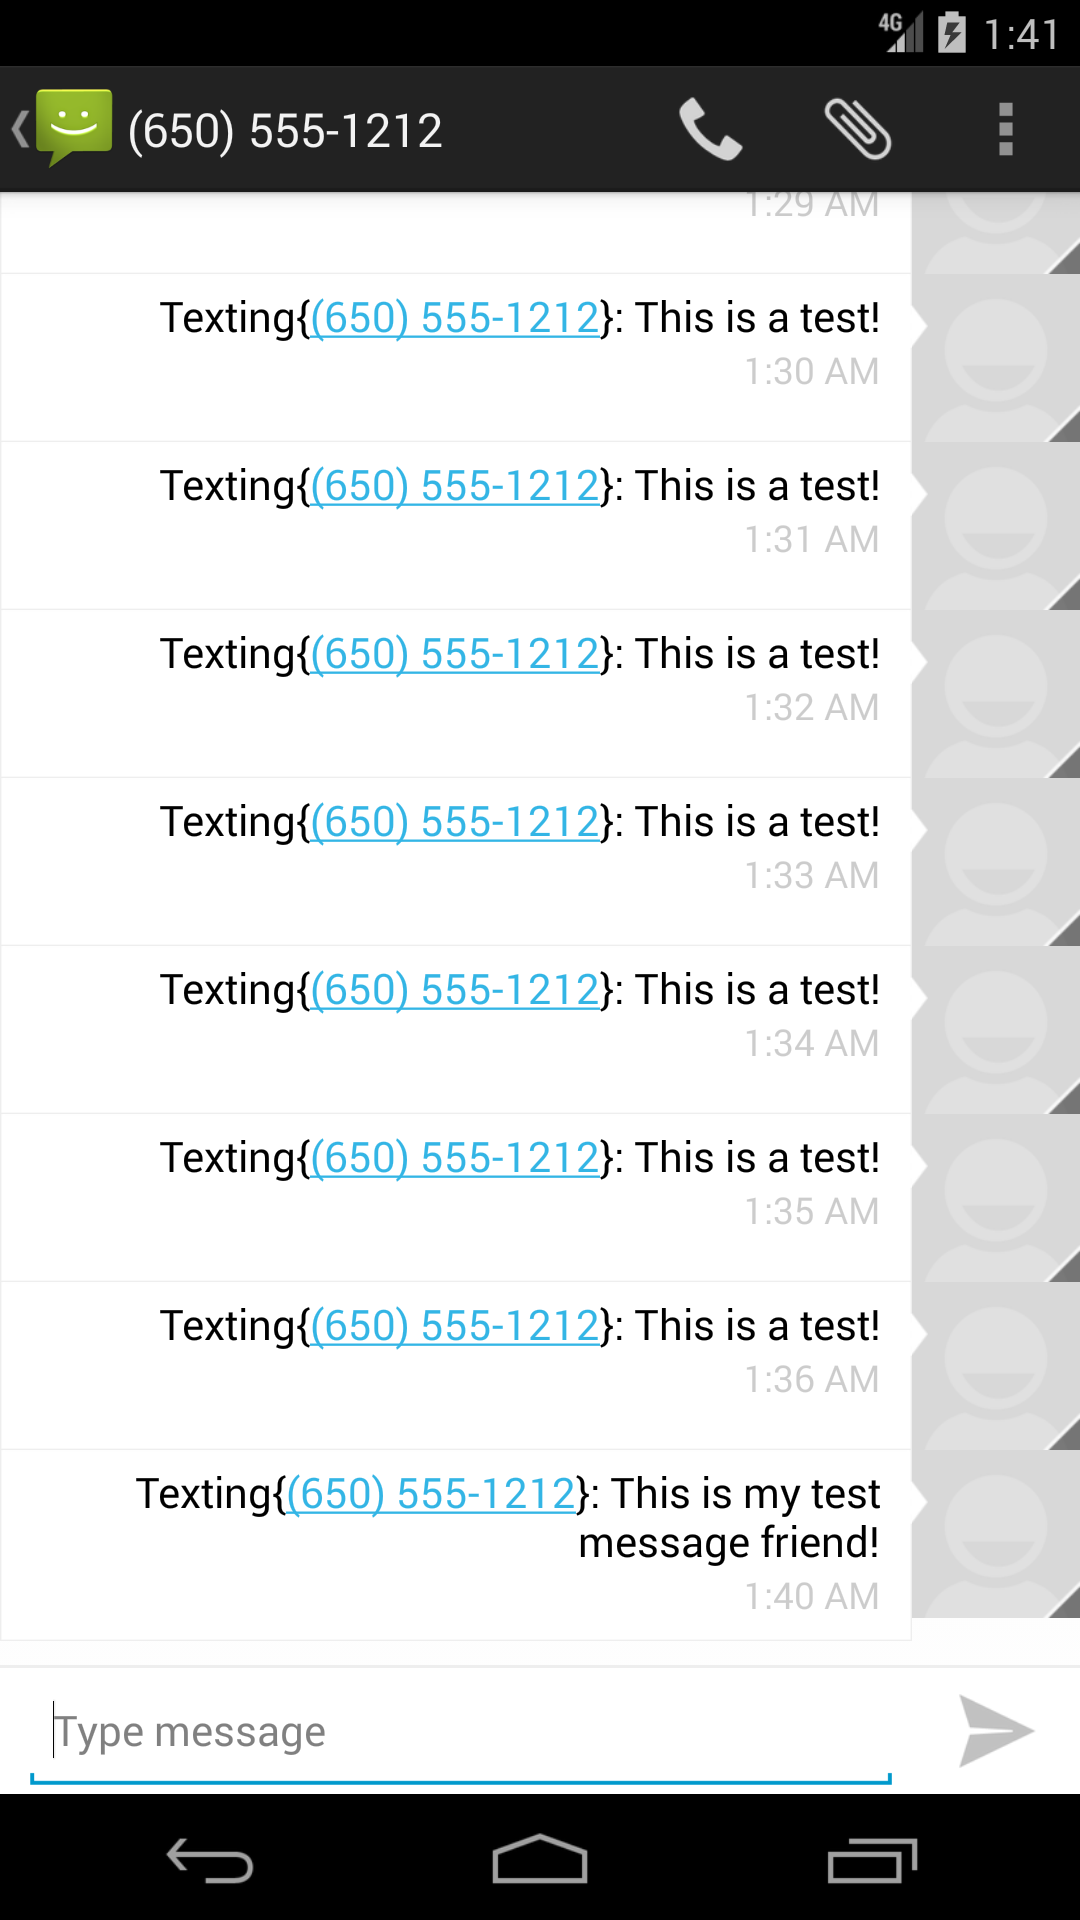 4G 1:41
(650) 555-1212
1:29 AM
Texting{(650) 555-1212}: This is a test!
1:30 AM
Texting{(650) 555-1212}: This is a test!
1:31 AM
Texting{(650) 555-1212}: This is a test!
1:32 AM
Texting{(650) 555-1212}: This is a test!
1:33 AM
Texting{(650) 555-1212}: This is a test!
1:34 AM
Texting{(650) 555-1212}: This is a test!
1:35 AM
Texting{(650) 555-1212}: This is a test!
1:36 AM
Texting{(650) 555-1212}: This is my test
message friend!
1:40 AM
Type message